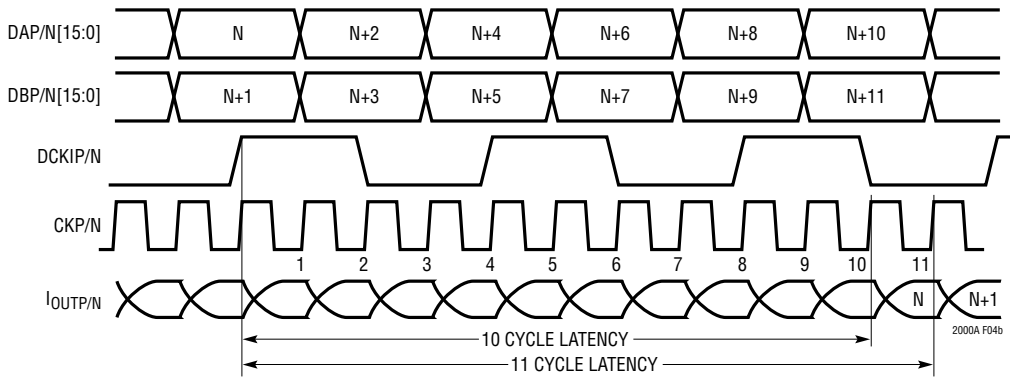 DAP/N[15:0] N N+2 N+4 N+6 N+8 N+10
DBP/N[15:0] N+1 N+3 N+5 N+7 N+9 N+11
DCKIP/N
CKP/N
1 2 3 4 5 6 7 8 9 10 11
IOUTP/N N N+1
2000A F04b
10 CYCLE LATENCY
11 CYCLE LATENCY